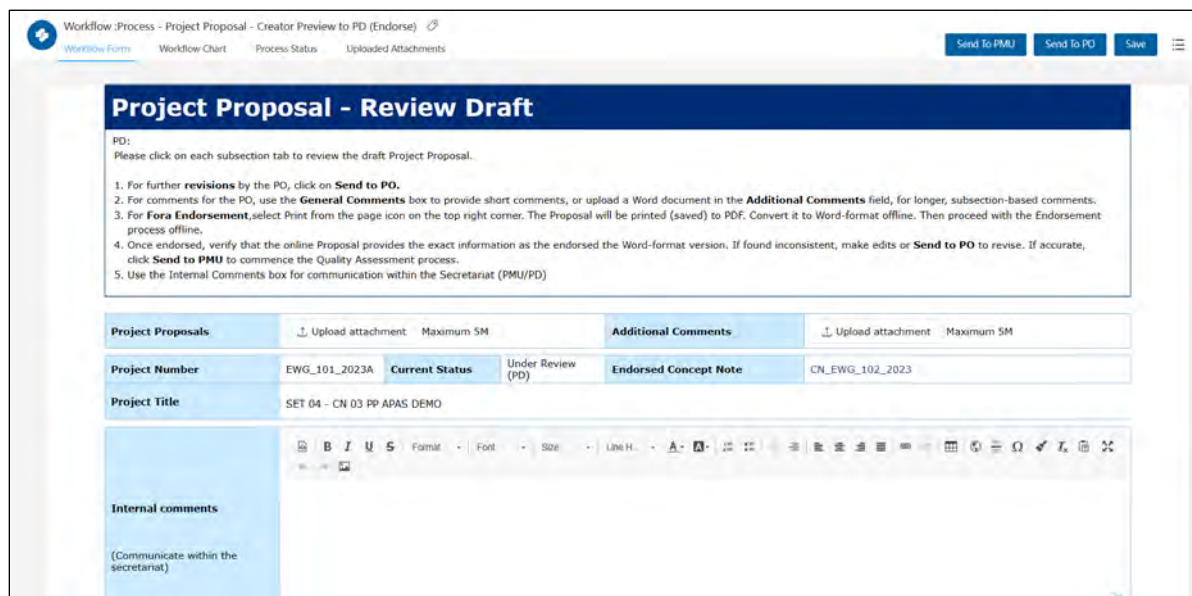 Workflow :Process - Project Proposal - Creator Preview to PD (Endorse)
Workflow Form Workflow Chart Process Status Uploaded Attachments
Send To PMU Send To PO Save
Project Proposal - Review Draft
PD:
Please click on each subsection tab to review the draft Project Proposal.
1. For further revisions by the PO, click on Send to PO.
2. For comments for the PO, use the General Comments box to provide short comments, or upload a Word document in the Additional Comments field, for longer, subsection-based comments.
3. For Fora Endorsement,select Print from the page icon on the top right corner. The Proposal will be printed (saved) to PDF. Convert it to Word-format offline. Then proceed with the Endorsement
process offline.
4. Once endorsed, verify that the online Proposal provides the exact information as the endorsed the Word-format version. If found inconsistent, make edits or Send to PO to revise. If accurate,
click Send to PMU to commence the Quality Assessment process.
5. Use the Internal Comments box for communication within the Secretariat (PMU/PD)
Project Proposals Upload attachment Maximum 5M Additional Comments Upload attachment Maximum 5M
Project Number EWG_101_2023A Current Status Under Review (PD) Endorsed Concept Note CN_EWG_102_2023
Project Title SET 04 - CN 03 PP APAS DEMO
B I U S Format Font Size Line H... A A Ω Tx
Internal comments
(Communicate within the
secretariat)